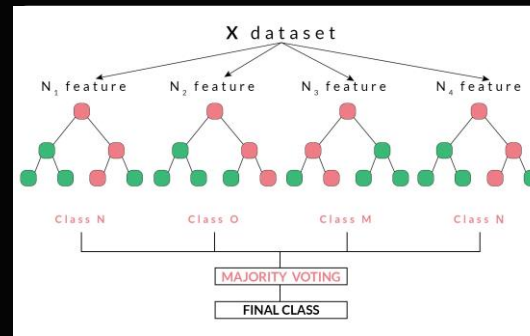 X dataset
N₁ feature N₂ feature N₃ feature N₄ feature
Class N Class O Class M Class N
MAJORITY VOTING
FINAL CLASS